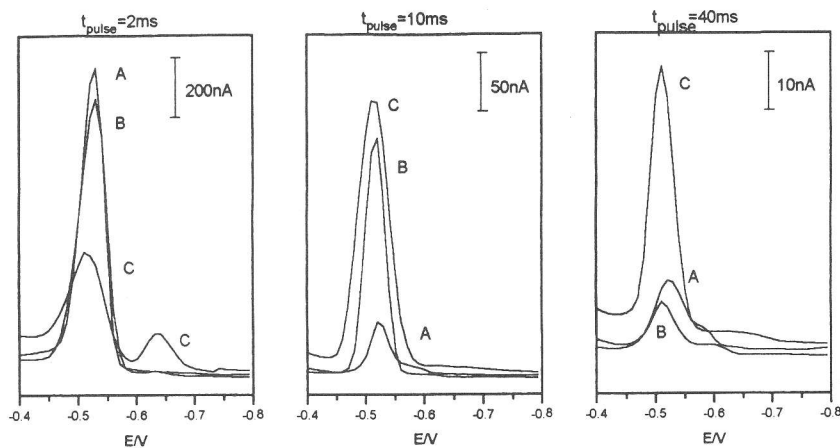 t_pulse=2ms
A
B
200nA
C
C
-0.4 -0.5 -0.6 -0.7 -0.8
E/V
t_pulse=10ms
50nA
C
B
A
-0.4 -0.5 -0.6 -0.7 -0.8
E/V
t_pulse=40ms
C
10nA
A
B
-0.4 -0.5 -0.6 -0.7 -0.8
E/V